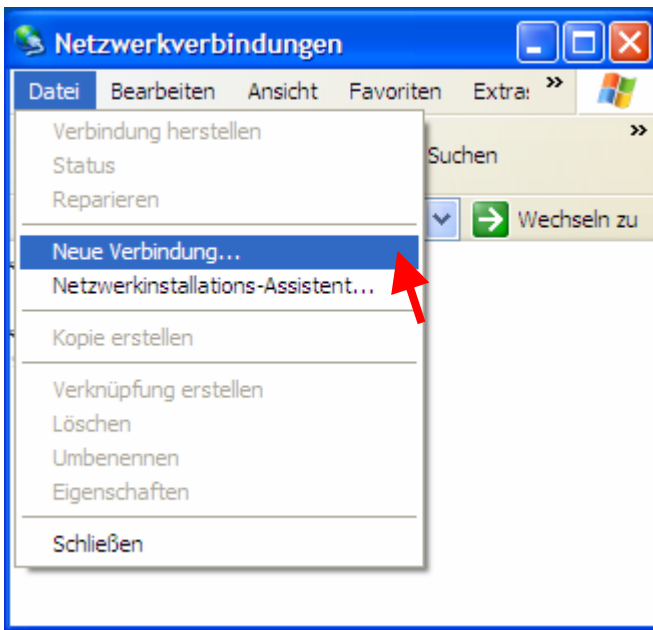 Netzwerkverbindungen
Datei Bearbeiten Ansicht Favoriten Extra: »
Verbindung herstellen
»
Status
Suchen
Reparieren
Wechseln zu
Neue Verbindung...
Netzwerkinstallations-Assistent...
Kopie erstellen
Verknüpfung erstellen
Löschen
Umbenennen
Eigenschaften
Schließen